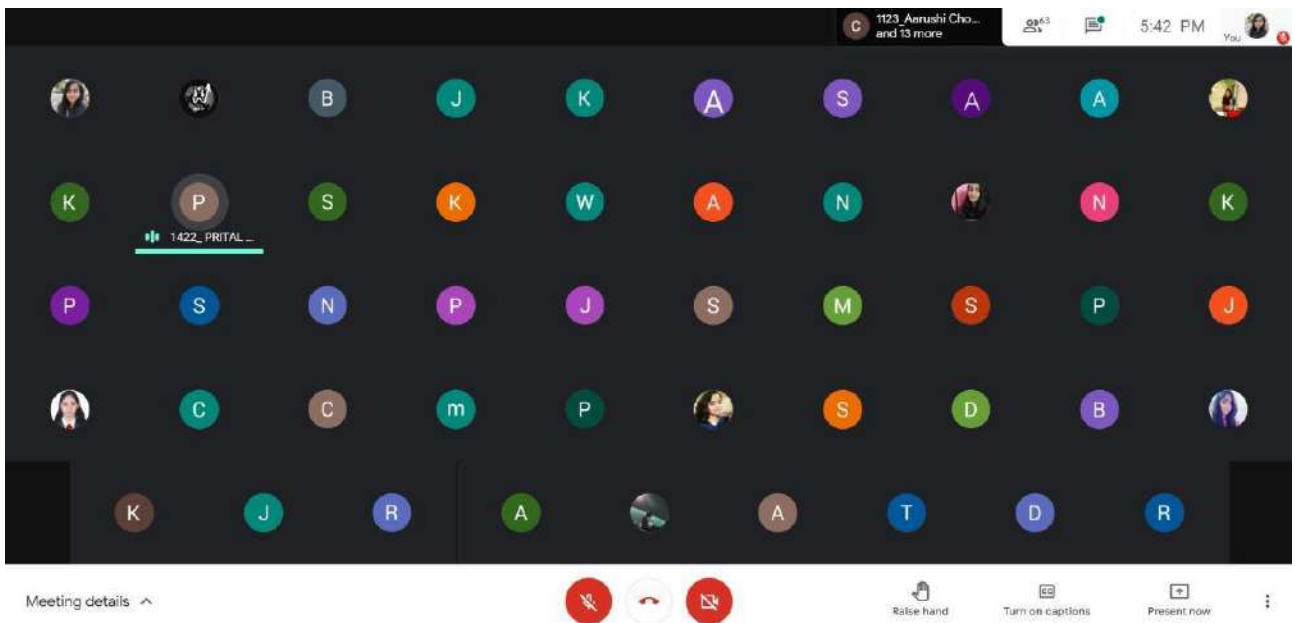 C 1123_Aarushi Cho...
and 13 more
63
5:42 PM
You
B J K A S A A
K P S K W A N N K
1422_ PRITAL ...
P S N P J S M S P J
C C m P S D B
K J R A A T D R
Meeting details
Raise hand
Turn on captions
Present now